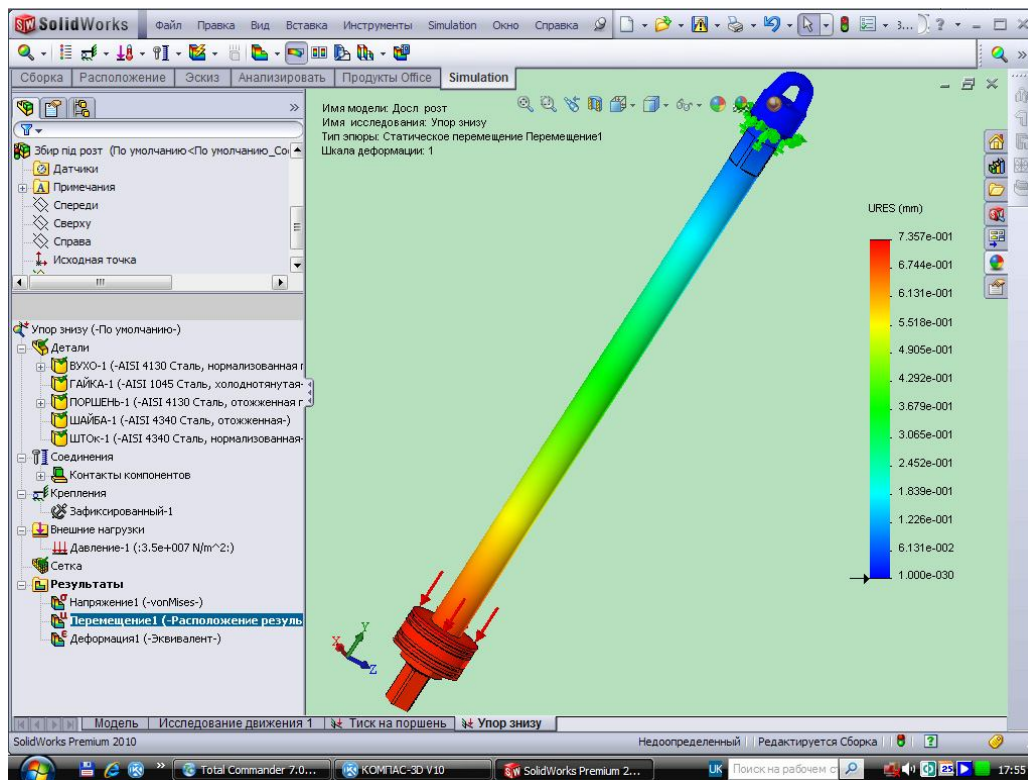 SolidWorks Файл Правка Вид Вставка Инструменты Simulation Окно Справка З...
Сборка Расположение Эскиз Анализировать Продукты Office Simulation
Имя модели: Досл розт
Имя исследования: Упор знизу
Тип эпюры: Статическое перемещение Перемещение1
Шкала деформации: 1
Збир під розт (По умолчанию<По умолчанию_Со
Датчики
Примечания
Спереди
Сверху
Справа
Исходная точка
Упор знизу (-По умолчанию-)
Детали
ВУХО-1 (-AISI 4130 Сталь, нормализованная п
ГАЙКА-1 (-AISI 1045 Сталь, холоднотянутая-
ПОРШЕНЬ-1 (-AISI 4130 Сталь, отожженная п
ШАЙБА-1 (-AISI 4340 Сталь, отожженная-)
ШТОк-1 (-AISI 4340 Сталь, нормализованная-
Соединения
Контакты компонентов
Крепления
Зафиксированный-1
Внешние нагрузки
Давление-1 (:3.5e+007 N/m^2:)
Сетка
Результаты
Напряжение1 (-vonMises-)
Перемещение1 (-Расположение резуль
Деформация1 (-Эквивалент-)
URES (mm)
7.357e-001
6.744e-001
6.131e-001
5.518e-001
4.905e-001
4.292e-001
3.679e-001
3.065e-001
2.452e-001
1.839e-001
1.226e-001
6.131e-002
1.000e-030
X Y Z
Модель Исследование движения 1 Тиск на поршень Упор знизу
SolidWorks Premium 2010 Недоопределенный Редактируется Сборка
Total Commander 7.0... КОМПАС-3D V10 SolidWorks Premium 2... UK Поиск на рабочем ст 25 17:55